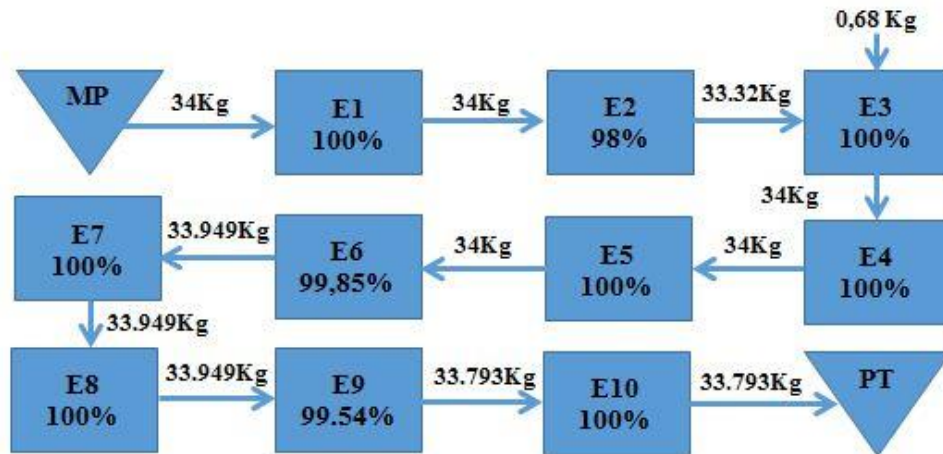 0,68 Kg
MP
34Kg
E1
100%
34Kg
E2
98%
33.32Kg
E3
100%
34Kg
E4
100%
34Kg
E5
100%
34Kg
E6
99,85%
33.949Kg
E7
100%
33.949Kg
E8
100%
33.949Kg
E9
99.54%
33.793Kg
E10
100%
33.793Kg
PT